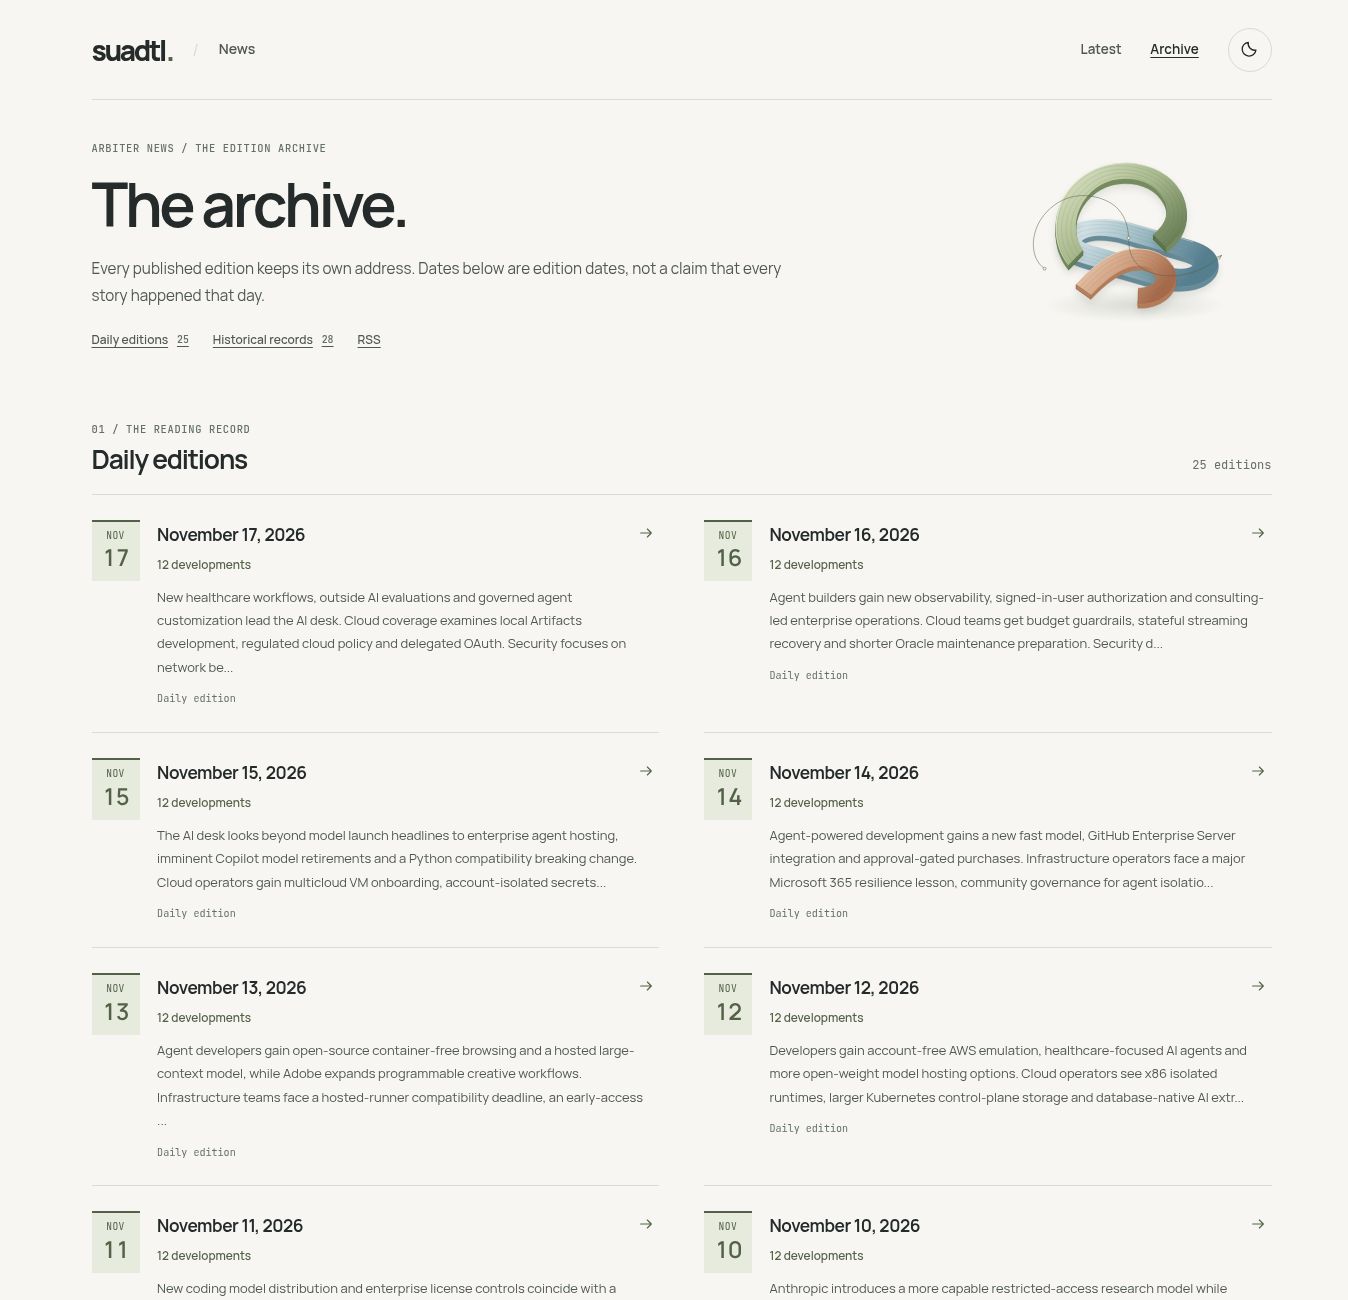 suadtl.
/
News
Latest
Archive
ARBITER NEWS / THE EDITION ARCHIVE
The archive.
Every published edition keeps its own address. Dates below are edition dates, not a claim that every
story happened that day.
Daily editions 25
Historical records 28
RSS
01 / THE READING RECORD
Daily editions
25 editions
NOV
17
November 17, 2026
12 developments
New healthcare workflows, outside AI evaluations and governed agent
customization lead the AI desk. Cloud coverage examines local Artifacts
development, regulated cloud policy and delegated OAuth. Security focuses on
network be...
Daily edition
NOV
16
November 16, 2026
12 developments
Agent builders gain new observability, signed-in-user authorization and consulting-
led enterprise operations. Cloud teams get budget guardrails, stateful streaming
recovery and shorter Oracle maintenance preparation. Security d...
Daily edition
NOV
15
November 15, 2026
12 developments
The AI desk looks beyond model launch headlines to enterprise agent hosting,
imminent Copilot model retirements and a Python compatibility breaking change.
Cloud operators gain multicloud VM onboarding, account-isolated secrets...
Daily edition
NOV
14
November 14, 2026
12 developments
Agent-powered development gains a new fast model, GitHub Enterprise Server
integration and approval-gated purchases. Infrastructure operators face a major
Microsoft 365 resilience lesson, community governance for agent isolatio...
Daily edition
NOV
13
November 13, 2026
12 developments
Agent developers gain open-source container-free browsing and a hosted large-
context model, while Adobe expands programmable creative workflows.
Infrastructure teams face a hosted-runner compatibility deadline, an early-access
...
Daily edition
NOV
12
November 12, 2026
12 developments
Developers gain account-free AWS emulation, healthcare-focused AI agents and
more open-weight model hosting options. Cloud operators see x86 isolated
runtimes, larger Kubernetes control-plane storage and database-native AI extr...
Daily edition
NOV
11
November 11, 2026
12 developments
New coding model distribution and enterprise license controls coincide with a
NOV
10
November 10, 2026
12 developments
Anthropic introduces a more capable restricted-access research model while